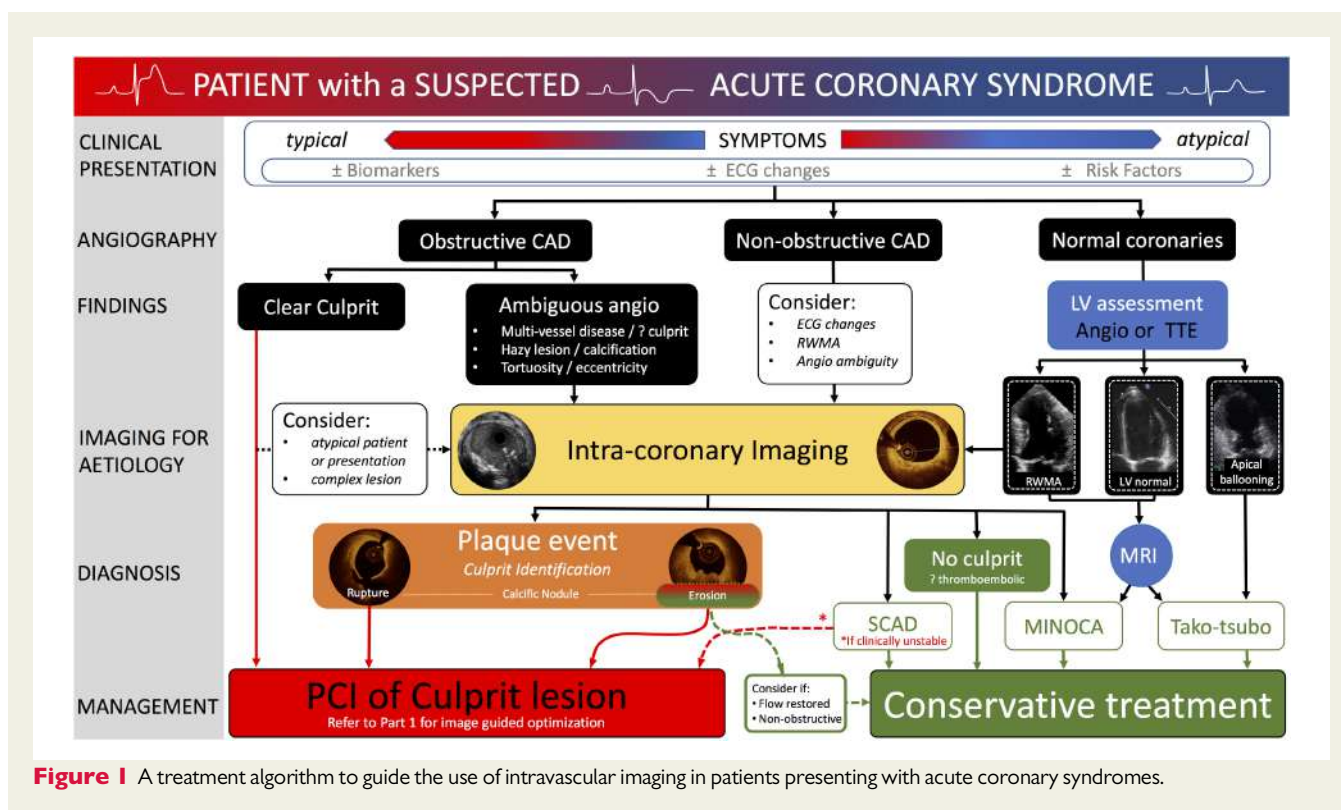 PATIENT with a SUSPECTED ACUTE CORONARY SYNDROME
CLINICAL
PRESENTATION
typical
SYMPTOMS
atypical
± Biomarkers
± ECG changes
± Risk Factors
ANGIOGRAPHY
Obstructive CAD
Non-obstructive CAD
Normal coronaries
FINDINGS
Clear Culprit
Ambiguous angio
• Multi-vessel disease / ? culprit
• Hazy lesion / calcification
• Tortuosity / eccentricity
Consider:
• ECG changes
• RWMA
• Angio ambiguity
LV assessment
Angio or TTE
IMAGING FOR
AETIOLOGY
Consider:
• atypical patient
or presentation
• complex lesion
Intra-coronary Imaging
RWMA
LV normal
Apical
ballooning
DIAGNOSIS
Plaque event
Culprit Identification
Rupture
Calcific Nodule
Erosion
No culprit
? thromboembolic
MRI
*
SCAD
*If clinically unstable
MINOCA
Tako-tsubo
MANAGEMENT
PCI of Culprit lesion
Refer to Part 1 for image guided optimization
Consider if:
• Flow restored
• Non-obstructive
Conservative treatment
Figure 1 A treatment algorithm to guide the use of intravascular imaging in patients presenting with acute coronary syndromes.